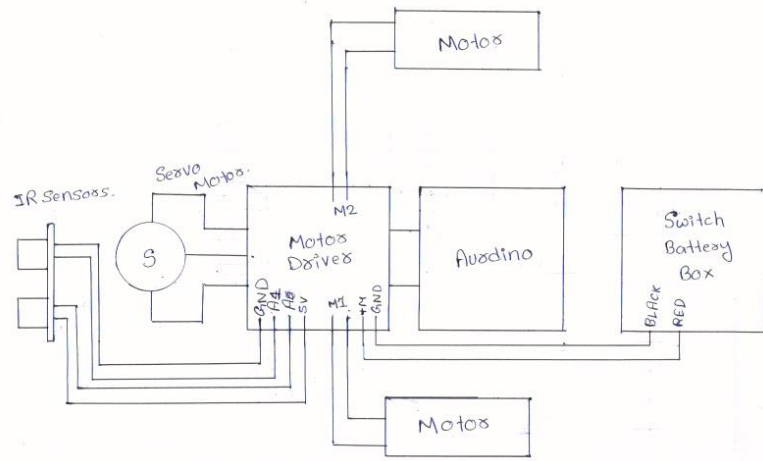 Motor
IR Sensors.
Servo
Motor.
S
M2
Motor
Driver
GND
A1
A0
5V
M1
+M
GND
Aurdino
Switch
Battery
Box
BLACK
RED
Motor